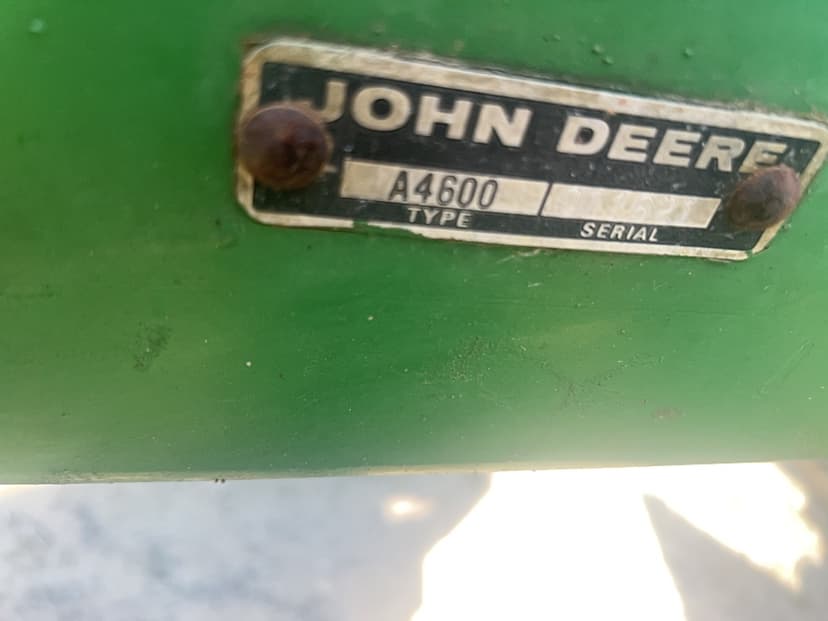 JOHN DEERE
A4600
TYPE SERIAL